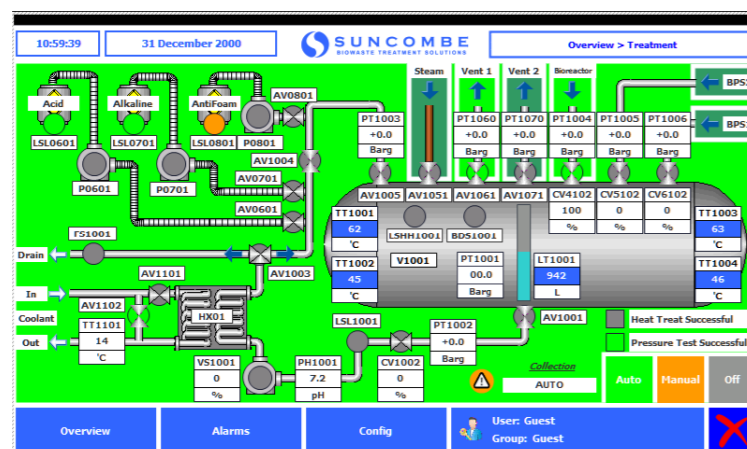 10:59:39
31 December 2000
SUNCOMBE
BIOWASTE TREATMENT SOLUTIONS
Overview > Treatment
Steam
Vent 1
Vent 2
Bioreactor
Acid
Alkaline
AntiFoam
AV0801
LSL0601
LSL0701
LSL0801
P0801
PT1003
+0.0
Barg
PT1060
+0.0
Barg
PT1070
+0.0
Barg
PT1004
+0.0
Barg
PT1005
+0.0
Barg
PT1006
+0.0
Barg
AV1004
AV0701
P0601
P0701
AV0601
AV1005
AV1051
AV1061
AV1071
CV4102
100
%
CV5102
0
%
CV6102
0
%
TT1001
62
'C
TT1003
63
'C
LSHH1001
BDS1001
FS1001
Drain
AV1003
TT1002
45
'C
V1001
PT1001
00.0
Barg
LT1001
942
L
TT1004
46
'C
AV1101
In
AV1102
Coolant
Out
TT1101
14
'C
HX01
LSL1001
PT1002
+0.0
Barg
AV1001
Heat Treat Successful
Pressure Test Successful
VS1001
0
%
PH1001
7.2
pH
CV1002
0
%
Collection
AUTO
Auto
Manual
Off
Overview
Alarms
Config
User: Guest
Group: Guest